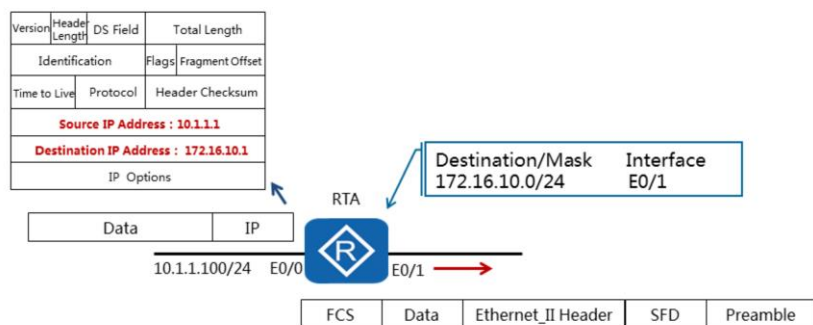 Version Header Length DS Field Total Length
Identification Flags Fragment Offset
Time to Live Protocol Header Checksum
Source IP Address : 10.1.1.1
Destination IP Address : 172.16.10.1
IP Options
Destination/Mask Interface
172.16.10.0/24 E0/1
RTA
Data IP
R
10.1.1.100/24 E0/0 E0/1
FCS Data Ethernet_II Header SFD Preamble